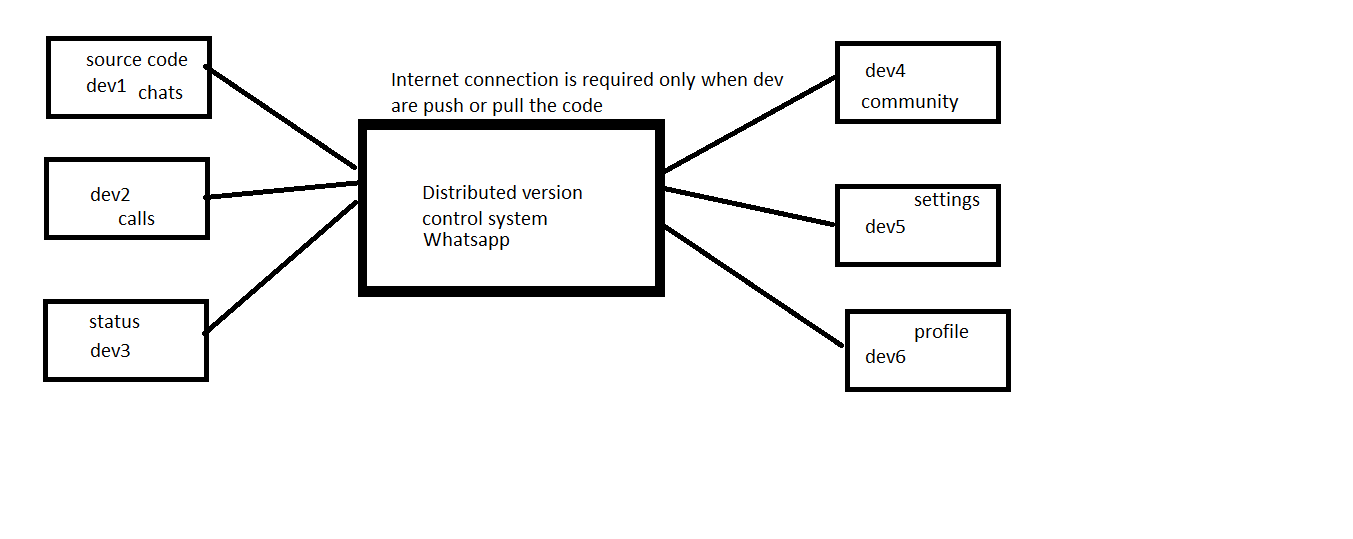 source code
dev1 chats
dev2
calls
status
dev3
Internet connection is required only when dev
are push or pull the code
Distributed version
control system
Whatsapp
dev4
community
settings
dev5
profile
dev6